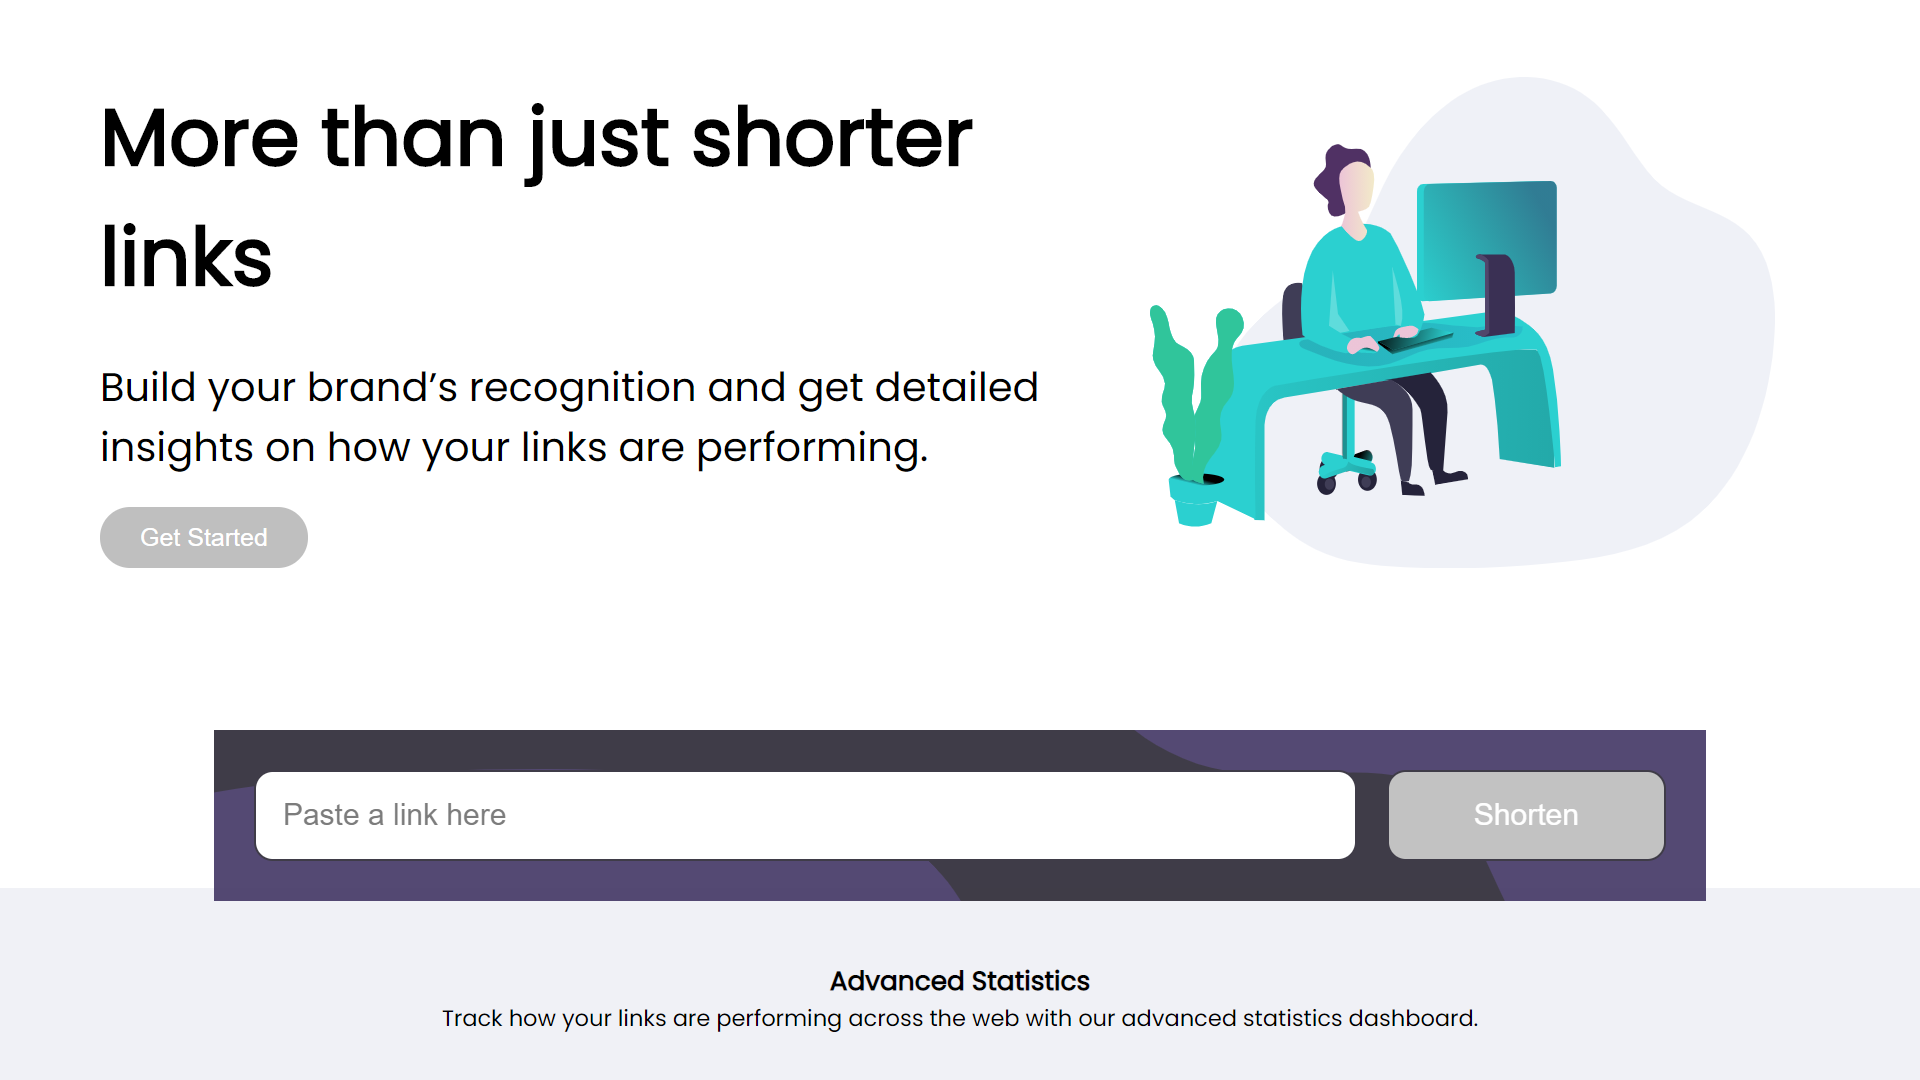 More than just shorter
links
Build your brand’s recognition and get detailed
insights on how your links are performing.
Get Started
Paste a link here
Shorten
Advanced Statistics
Track how your links are performing across the web with our advanced statistics dashboard.